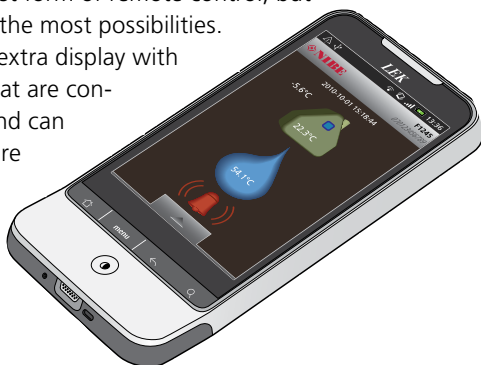 st form of remote control, but
the most possibilities.
extra display with
at are con-
nd can
re
LEK
13:36
NIBE
2010-10-01 15:18:44
F1245
-5,6°C
22.3°C
54.1°C
menu